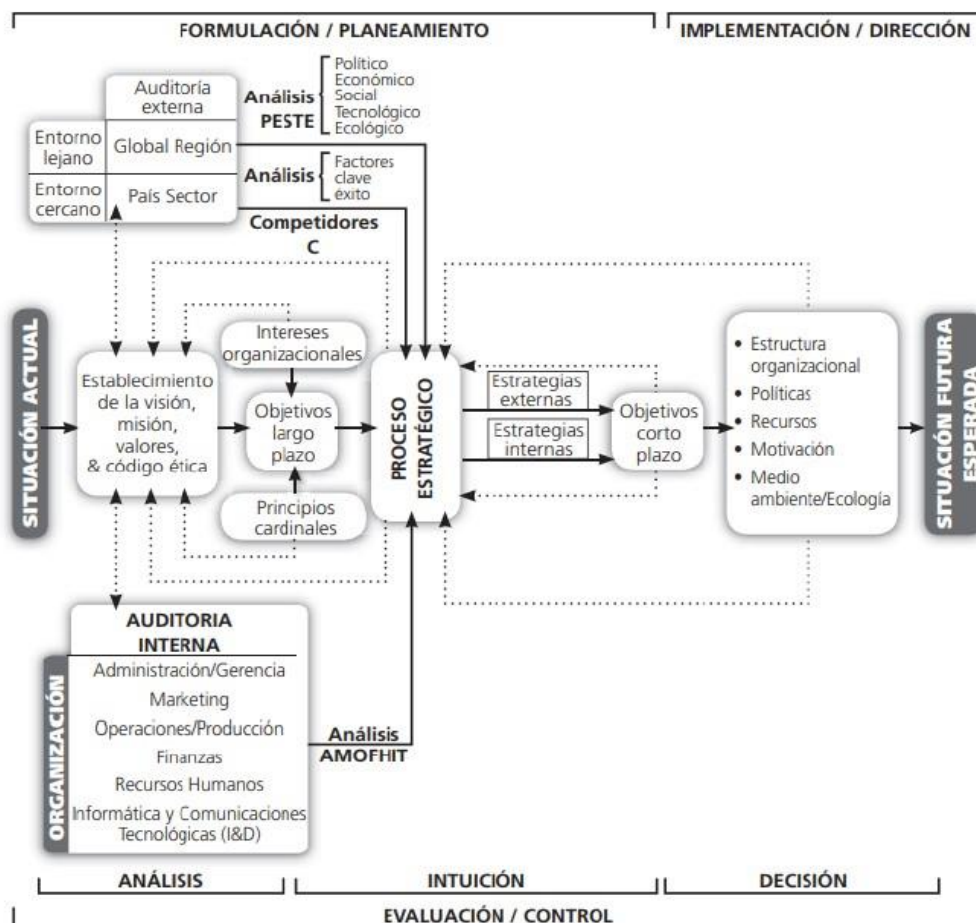 FORMULACIÓN / PLANEAMIENTO
IMPLEMENTACIÓN / DIRECCIÓN
Auditoría
externa
Entorno
lejano
Global Región
Entorno
cercano
País Sector
Análisis
PESTE
Político
Económico
Social
Tecnológico
Ecológico
Análisis
Factores
clave
éxito
Competidores
C
SITUACIÓN ACTUAL
Establecimiento
de la visión,
misión,
valores,
& código ética
Intereses
organizacionales
Objetivos
largo
plazo
Principios
cardinales
PROCESO
ESTRATÉGICO
Estrategias
externas
Estrategias
internas
Objetivos
corto
plazo
• Estructura
organizacional
• Políticas
• Recursos
• Motivación
• Medio
ambiente/Ecología
SITUACIÓN FUTURA
ESPERADA
ORGANIZACIÓN
AUDITORIA
INTERNA
Administración/Gerencia
Marketing
Operaciones/Producción
Finanzas
Recursos Humanos
Informática y Comunicaciones
Tecnológicas (I&D)
Análisis
AMOFHIT
ANÁLISIS
INTUICIÓN
DECISIÓN
EVALUACIÓN / CONTROL